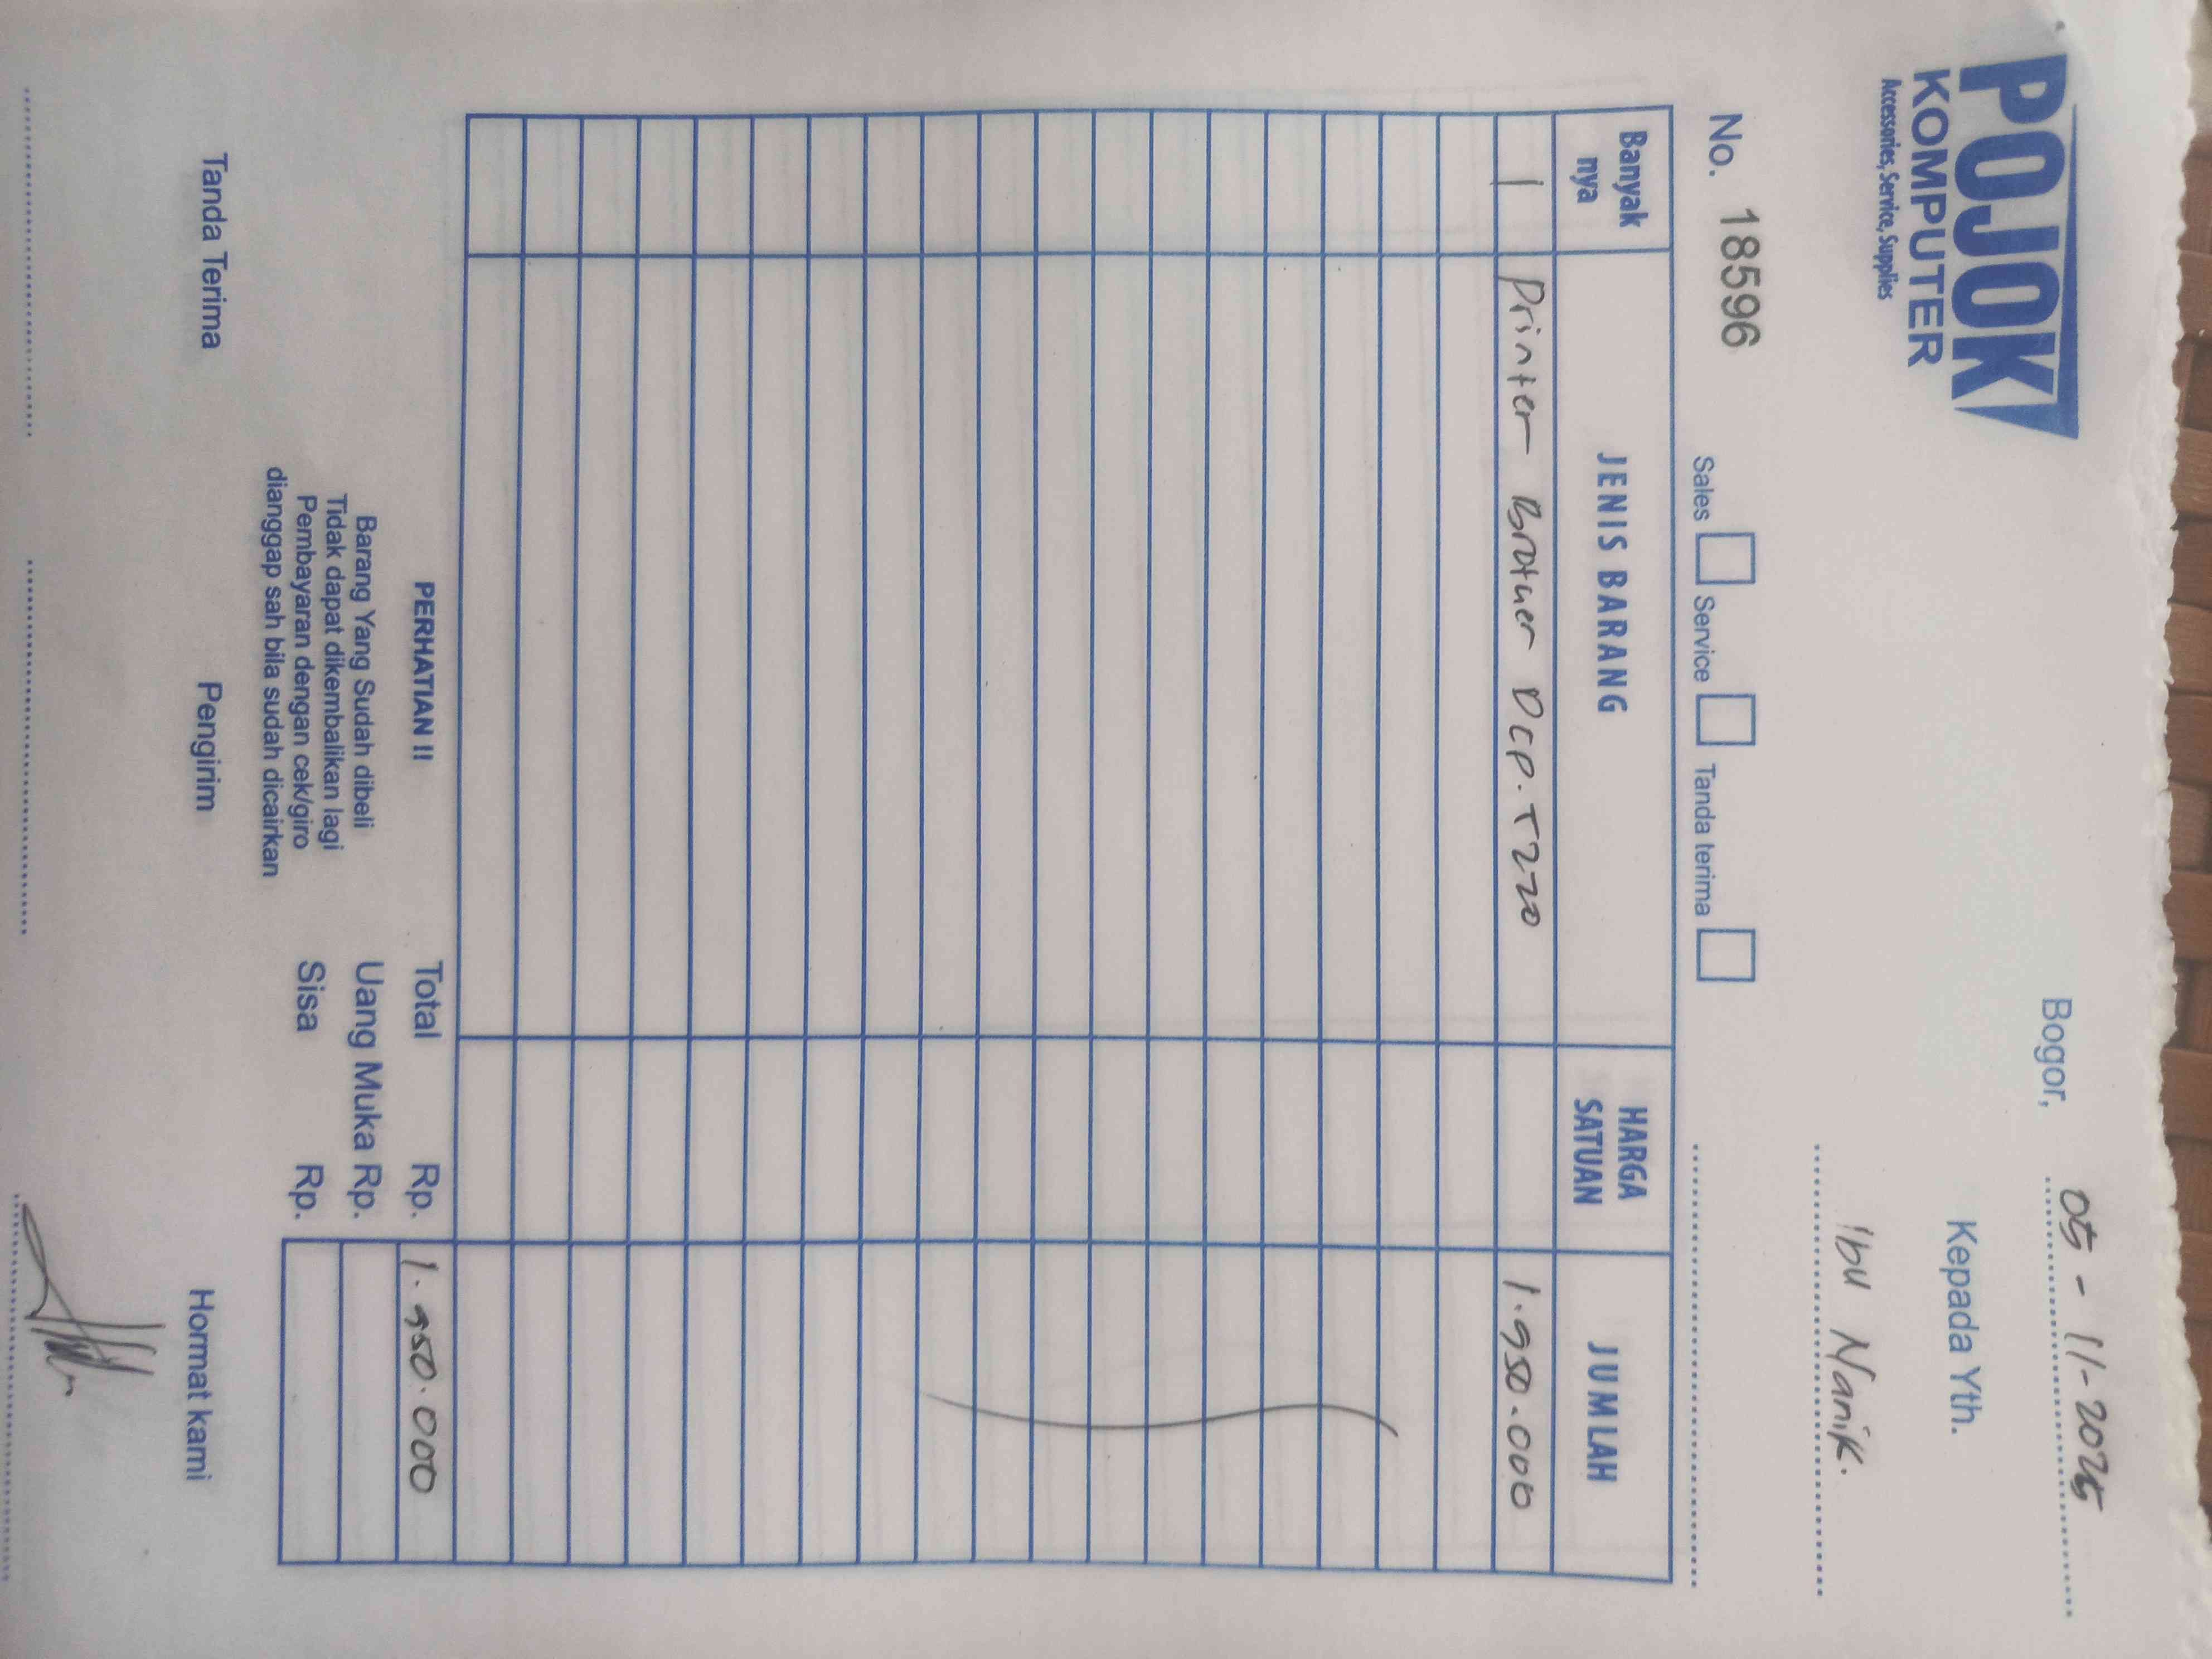 POJOK
KOMPUTER
Accessories, Service, Supplies
Bogor, 05 - 11 - 2025
Kepada Yth.
Ibu Nanik.
No. 18596 Sales Service Tanda terima
Banyak nya JENIS BARANG HARGA SATUAN JUMLAH
1 Printer Brother DCP. T220 1.950.000
PERHATIAN !!
Barang Yang Sudah dibeli
Tidak dapat dikembalikan lagi
Pembayaran dengan cek/giro
dianggap sah bila sudah dicairkan
Total Rp. 1.950.000
Uang Muka Rp.
Sisa Rp.
Tanda Terima Pengirim Hormat kami